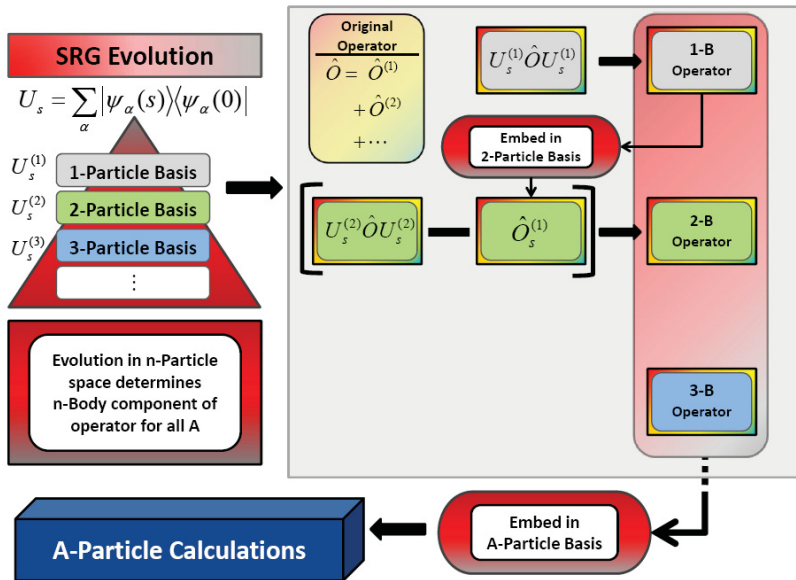 SRG Evolution
U_s = ∑_α |ψ_α(s)⟩⟨ψ_α(0)|
U_s^(1)
1-Particle Basis
U_s^(2)
2-Particle Basis
U_s^(3)
3-Particle Basis
⋮
Evolution in n-Particle
space determines
n-Body component of
operator for all A
Original
Operator
Ô = Ô^(1)
+ Ô^(2)
+ ⋯
U_s^(1) Ô U_s^(1)
1-B
Operator
Embed in
2-Particle Basis
[ U_s^(2) Ô U_s^(2) — Ô_s^(1) ]
2-B
Operator
3-B
Operator
Embed in
A-Particle Basis
A-Particle Calculations